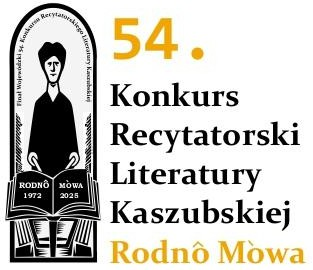 Finał Wojewódzki 54. Konkursu Recytatorskiego Literatury Kaszubskiej
RODNÔ MÒWA
1972 2025
54.
Konkurs
Recytatorski
Literatury
Kaszubskiej
Rodnô Mòwa